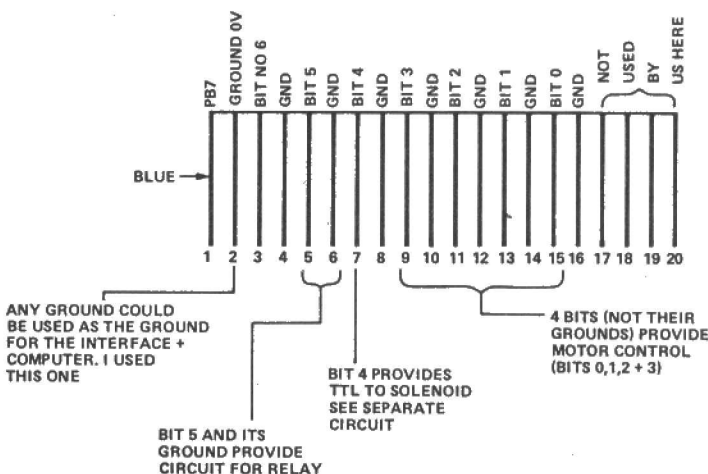 PB7
GROUND 0V
BIT NO 6
GND
BIT 5
GND
BIT 4
GND
BIT 3
GND
BIT 2
GND
BIT 1
GND
BIT 0
GND
NOT
USED
BY
US HERE
BLUE
1 2 3 4 5 6 7 8 9 10 11 12 13 14 15 16 17 18 19 20
ANY GROUND COULD
BE USED AS THE GROUND
FOR THE INTERFACE +
COMPUTER. I USED
THIS ONE
BIT 5 AND ITS
GROUND PROVIDE
CIRCUIT FOR RELAY
BIT 4 PROVIDES
TTL TO SOLENOID
SEE SEPARATE
CIRCUIT
4 BITS (NOT THEIR
GROUNDS) PROVIDE
MOTOR CONTROL
(BITS 0,1,2 + 3)